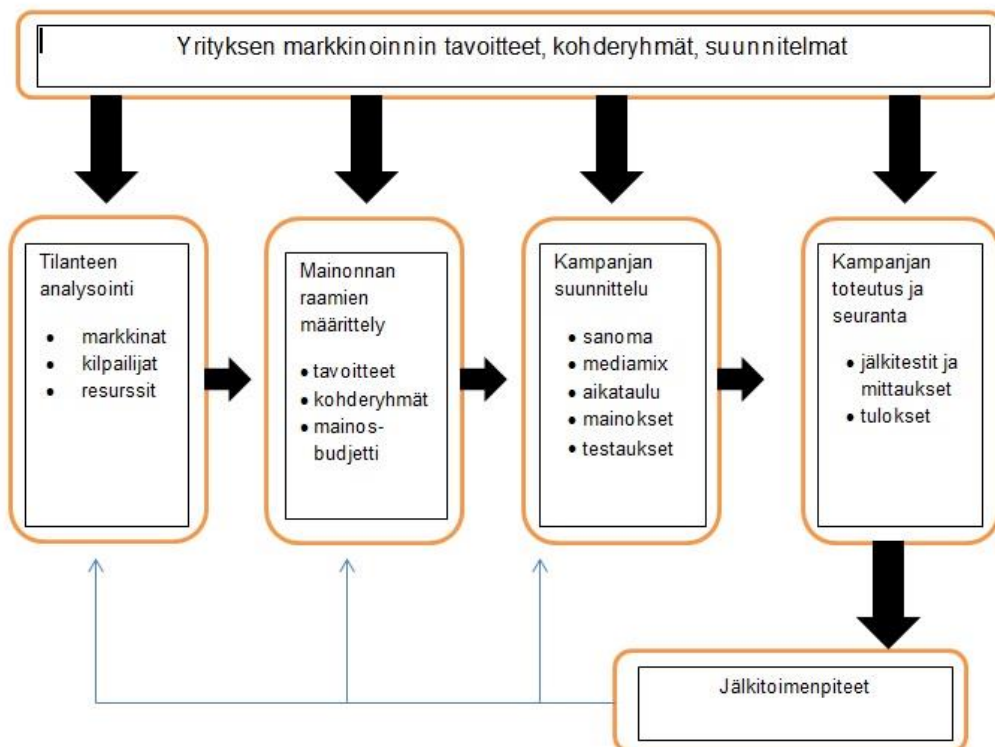 Yrityksen markkinoinnin tavoitteet, kohderyhmät, suunnitelmat
Tilanteen
analysointi
• markkinat
• kilpailijat
• resurssit
Mainonnan
raamien
määrittely
• tavoitteet
• kohderyhmät
• mainos-
budjetti
Kampanjan
suunnittelu
• sanoma
• mediamix
• aikataulu
• mainokset
• testaukset
Kampanjan
toteutus ja
seuranta
• jälkitestit ja
mittaukset
• tulokset
Jälkitoimenpiteet